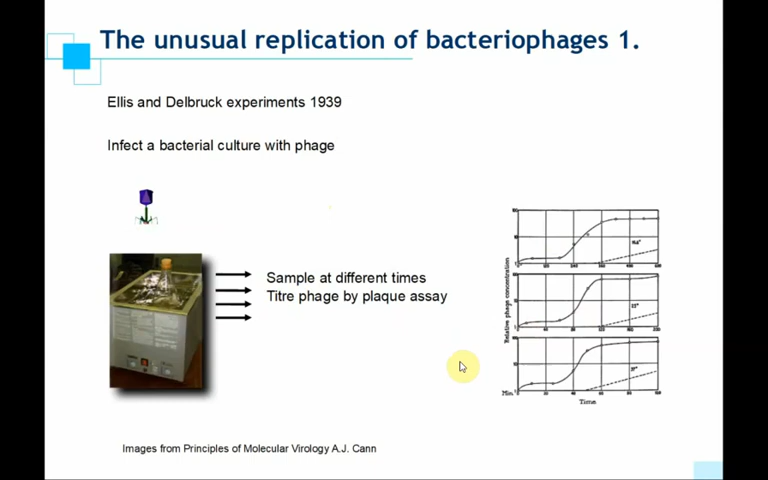 The unusual replication of bacteriophages 1.
Ellis and Delbruck experiments 1939
Infect a bacterial culture with phage
Sample at different times
Titre phage by plaque assay
Relative phage concentration
Min.
Time
Images from Principles of Molecular Virology A.J. Cann